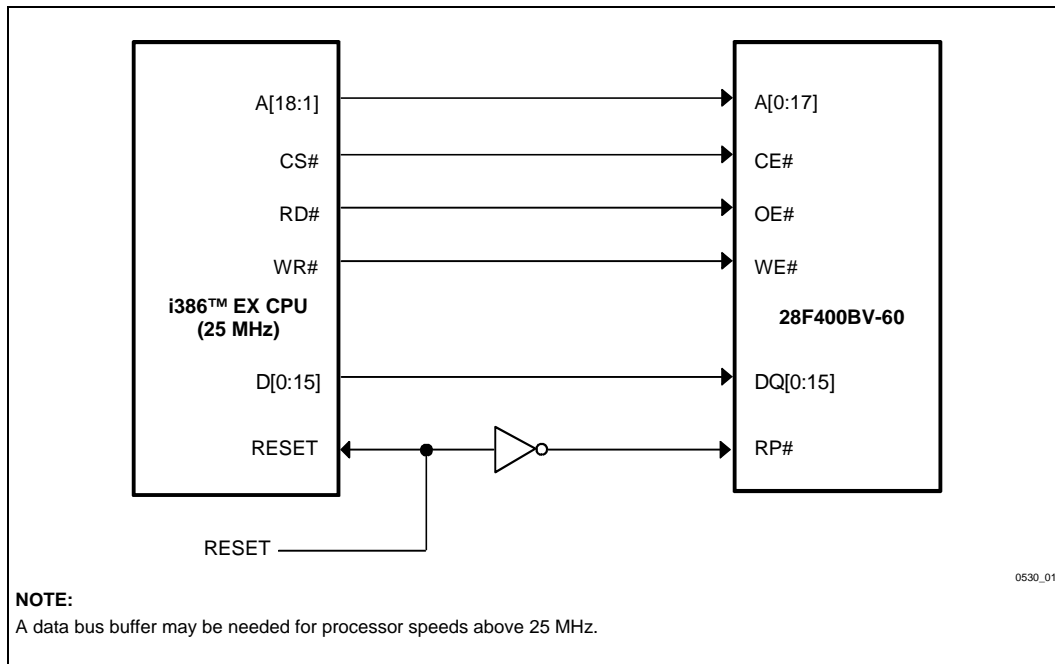 A[18:1] A[0:17]
CS# CE#
RD# OE#
WR# WE#
i386™ EX CPU
(25 MHz)
28F400BV-60
D[0:15] DQ[0:15]
RESET RP#
RESET
0530_01
NOTE:
A data bus buffer may be needed for processor speeds above 25 MHz.